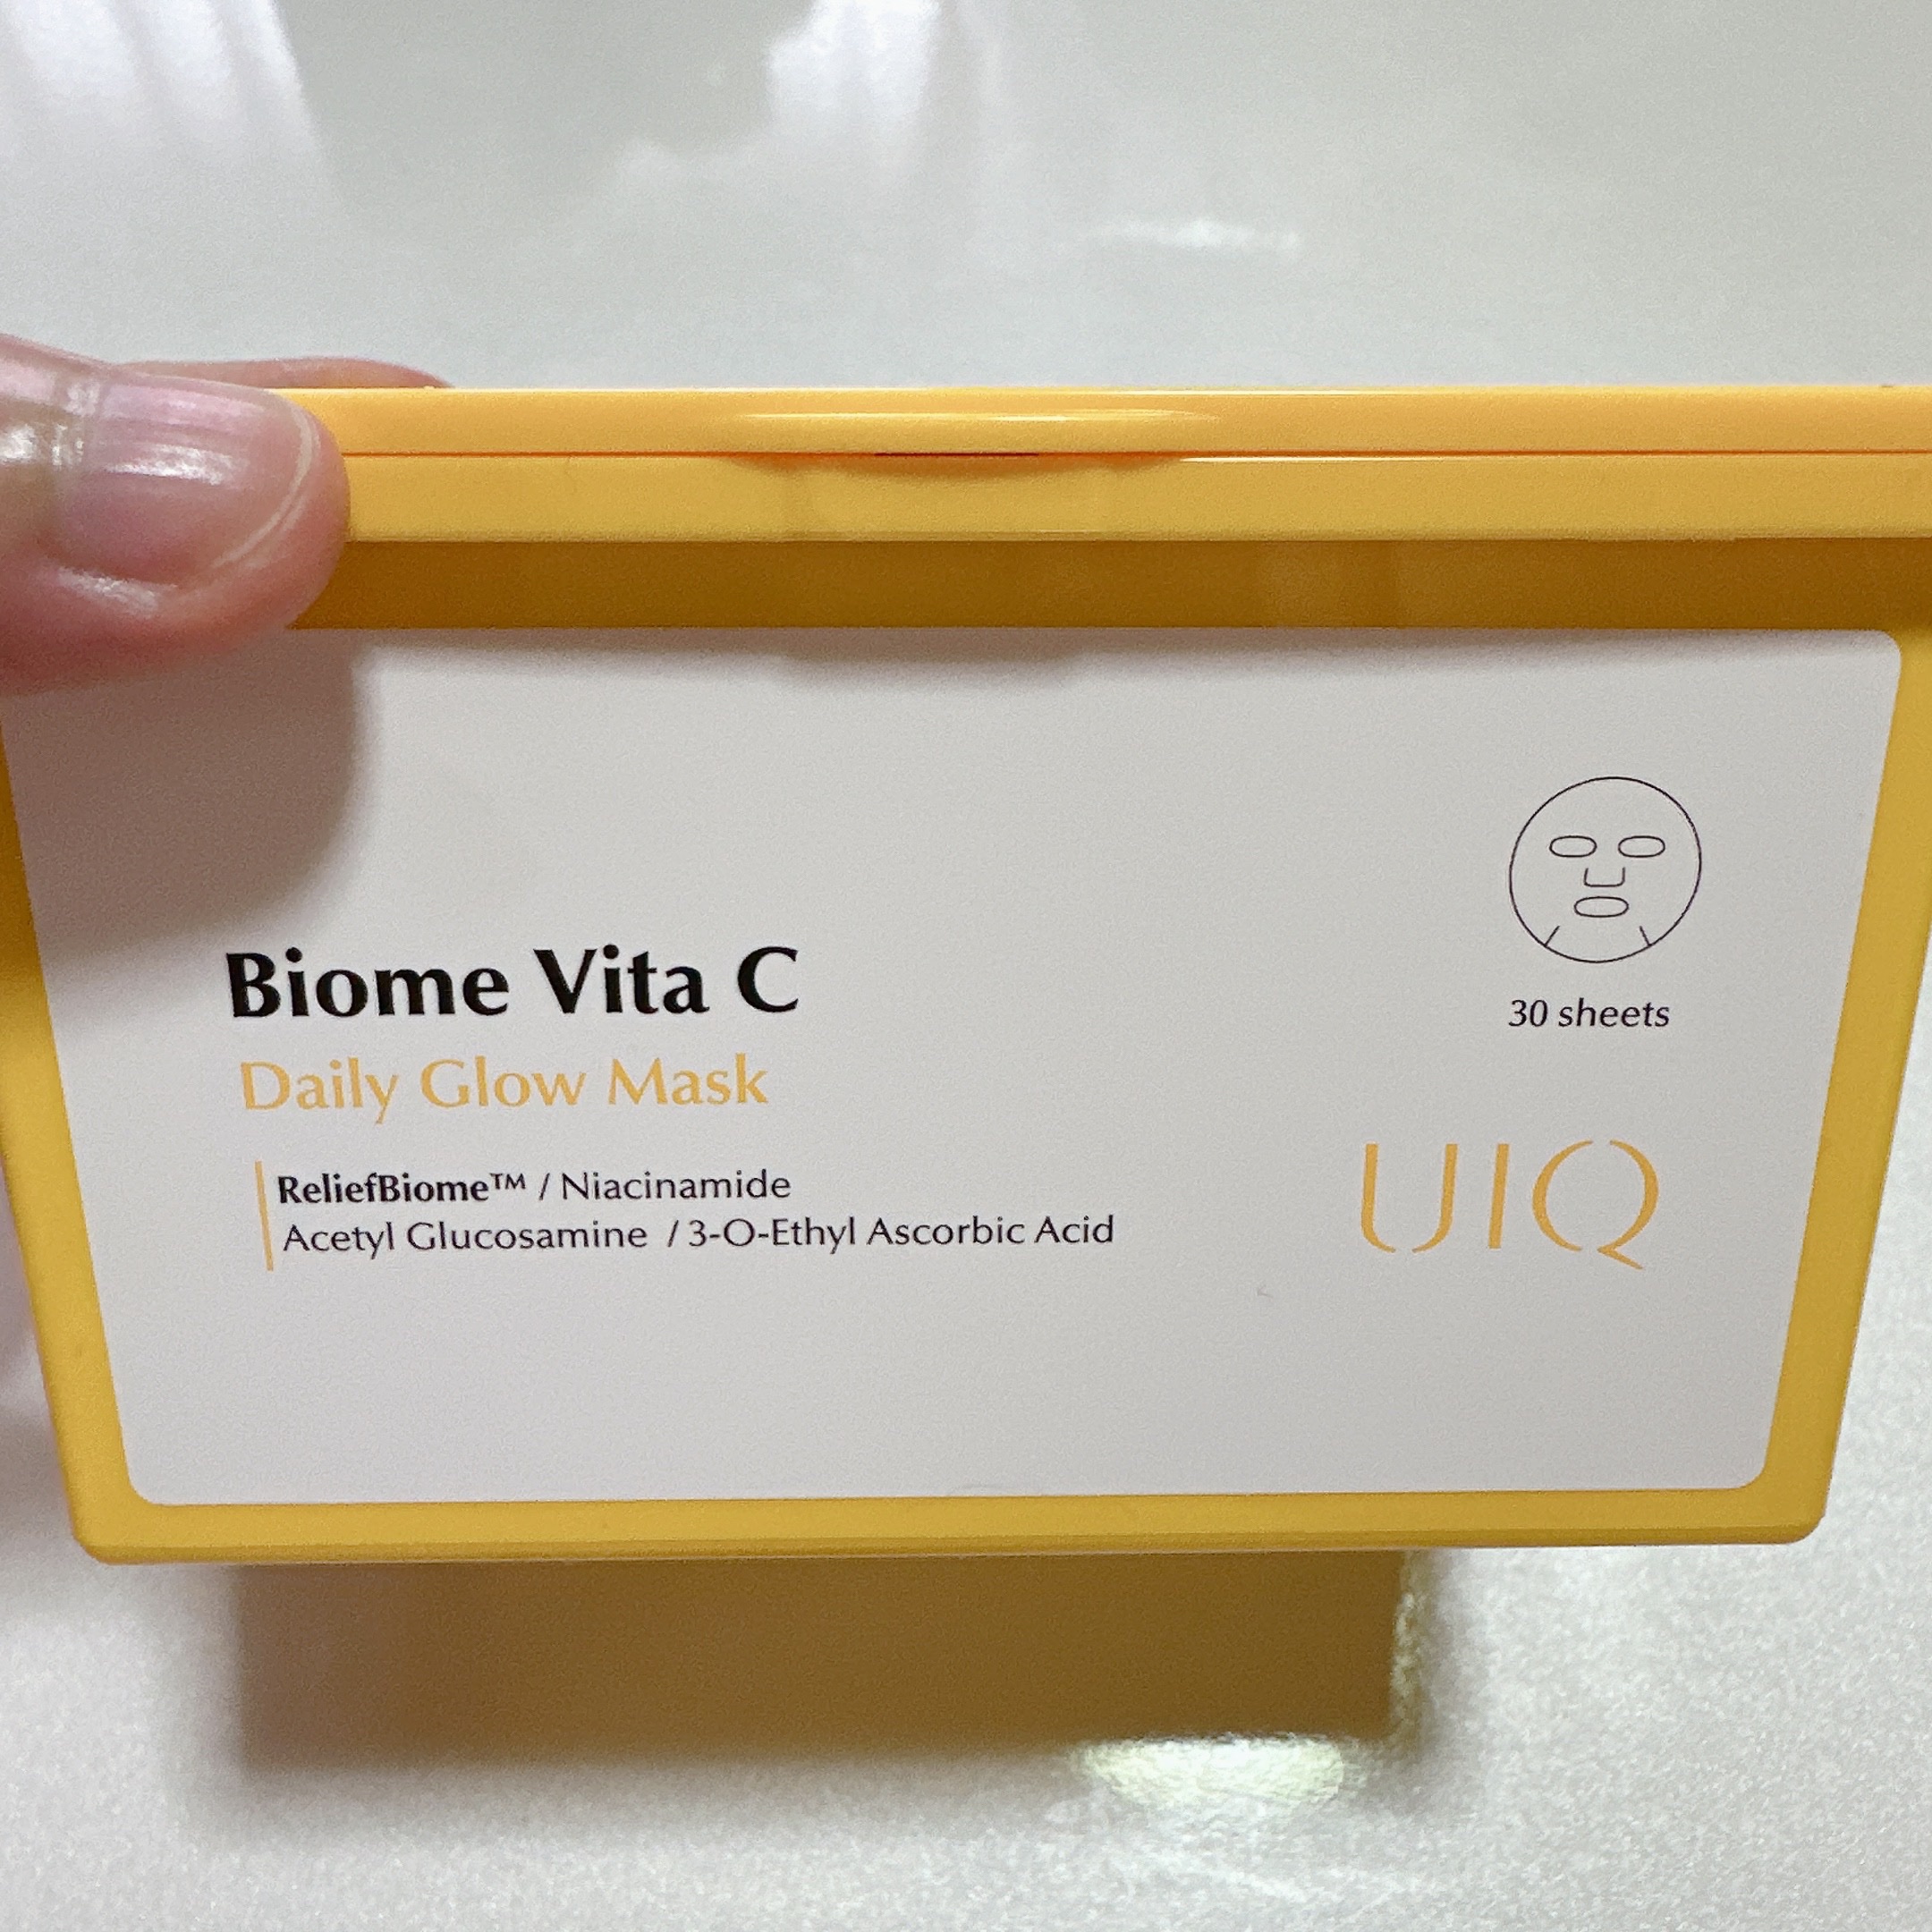 30 sheets
Biome Vita C
Daily Glow Mask
ReliefBiome™ / Niacinamide
Acetyl Glucosamine / 3-O-Ethyl Ascorbic Acid
UIQ